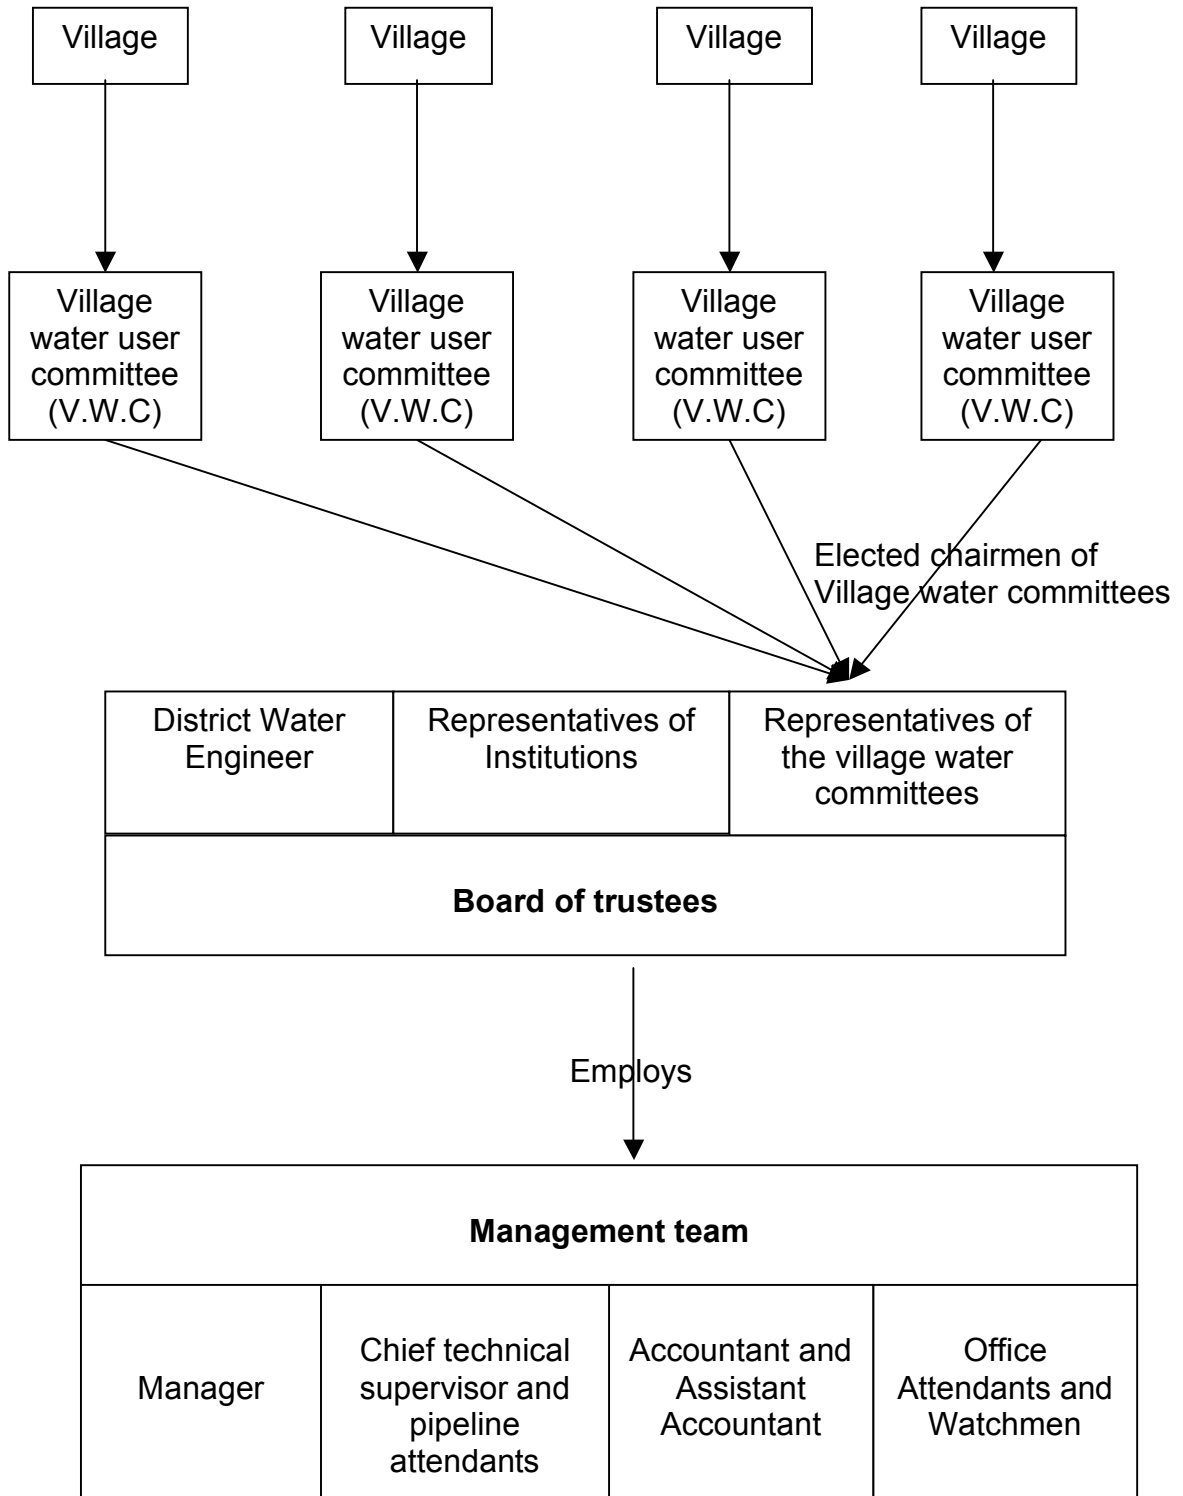 Village
Village
Village
Village
Village
water user
committee
(V.W.C)
Village
water user
committee
(V.W.C)
Village
water user
committee
(V.W.C)
Village
water user
committee
(V.W.C)
Elected chairmen of
Village water committees
District Water
Engineer
Representatives of
Institutions
Representatives of
the village water
committees
Board of trustees
Employs
Management team
Manager
Chief technical
supervisor and
pipeline
attendants
Accountant and
Assistant
Accountant
Office
Attendants and
Watchmen